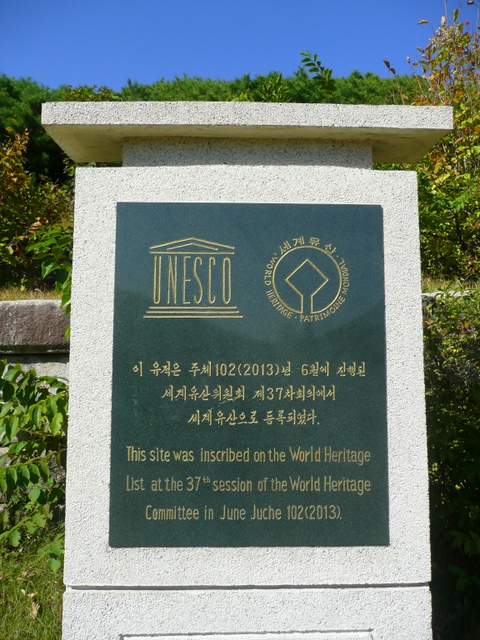 UNESCO
세계유산
WORLD HERITAGE · PATRIMOINE MONDIAL
이 유적은 주체102(2013)년 6월에 진행된
세계유산위원회 제37차회의에서
세계유산으로 등록되였다.
This site was inscribed on the World Heritage
List at the 37th session of the World Heritage
Committee in June Juche 102(2013).